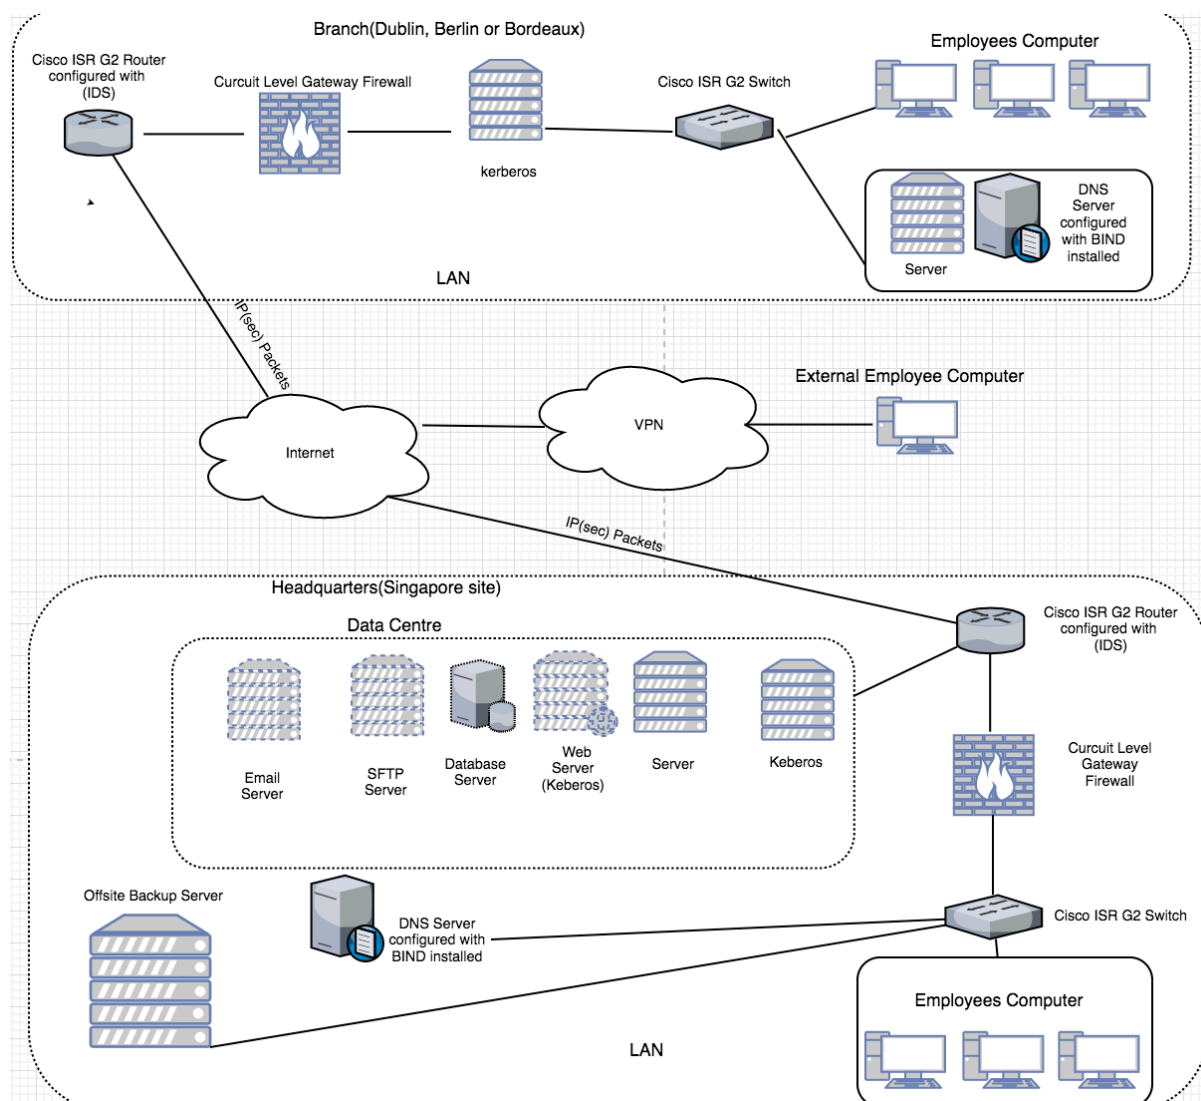 Branch(Dublin, Berlin or Bordeaux)
Cisco ISR G2 Router
configured with
(IDS)
Curcuit Level Gateway Firewall
kerberos
Cisco ISR G2 Switch
Employees Computer
Server
DNS
Server
configured
with BIND
installed
LAN
IP(sec) Packets
Internet
VPN
External Employee Computer
IP(sec) Packets
Headquarters(Singapore site)
Data Centre
Email
Server
SFTP
Server
Database
Server
Web
Server
(Keberos)
Server
Keberos
Cisco ISR G2 Router
configured with
(IDS)
Curcuit Level
Gateway
Firewall
Offsite Backup Server
DNS Server
configured with
BIND installed
Cisco ISR G2 Switch
Employees Computer
LAN